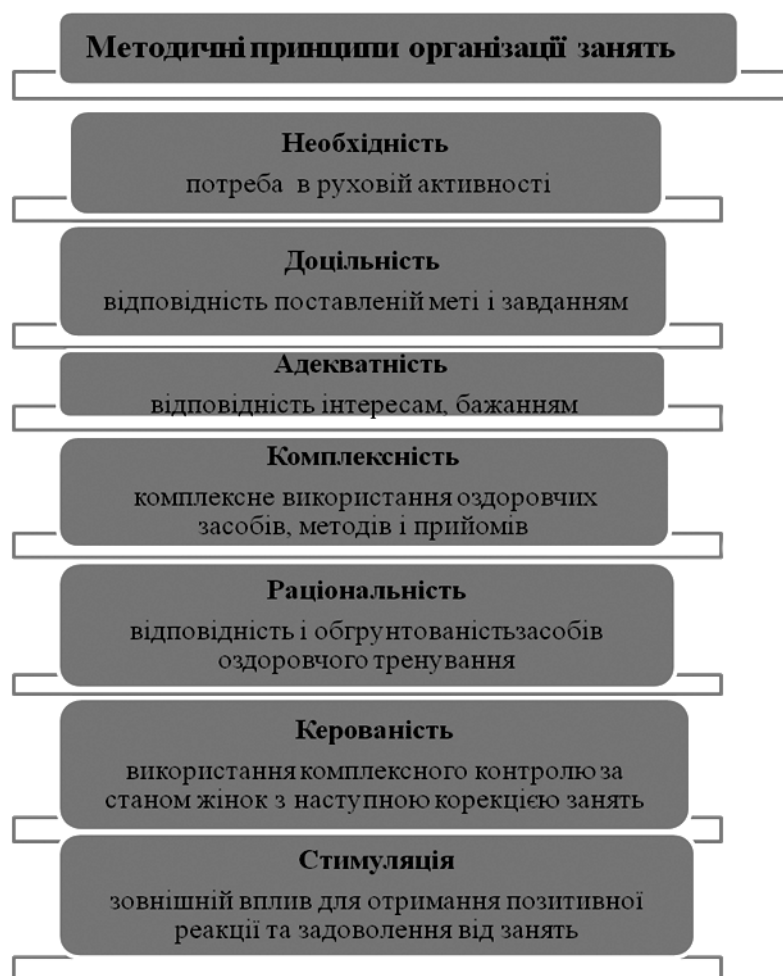 Методичні принципи організації занять
Необхідність
потреба в руховій активності
Доцільність
відповідність поставленій меті і завданням
Адекватність
відповідність інтересам, бажанням
Комплексність
комплексне використання оздоровчих
засобів, методів і прийомів
Раціональність
відповідність і обгрунтованістьзасобів
оздоровчого тренування
Керованість
використання комплексного контролю за
станом жінок з наступною корекцією занять
Стимуляція
зовнішній вплив для отримання позитивної
реакції та задоволення від занять